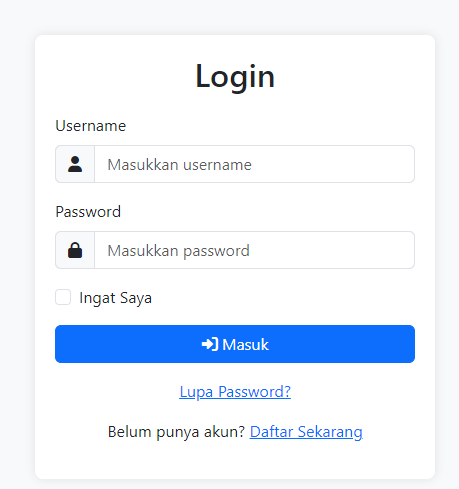 Login
Username
Masukkan username
Password
Masukkan password
Ingat Saya
Masuk
Lupa Password?
Belum punya akun? Daftar Sekarang